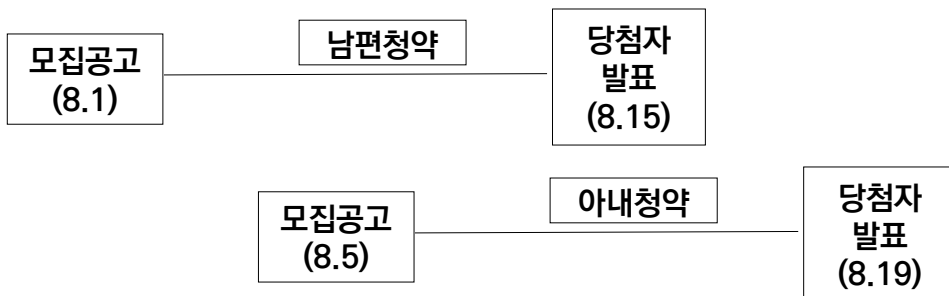 모집공고
(8.1)
남편청약
당첨자
발표
(8.15)
모집공고
(8.5)
아내청약
당첨자
발표
(8.19)